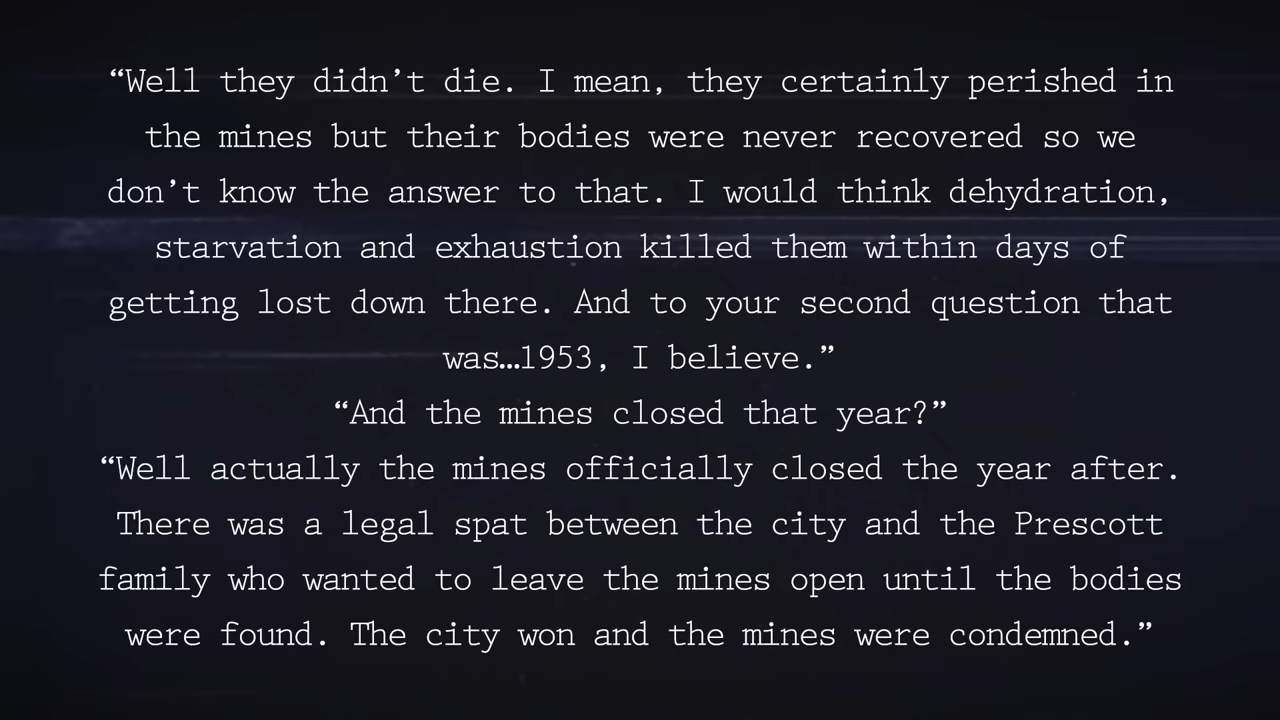 “Well they didn’t die. I mean, they certainly perished in
the mines but their bodies were never recovered so we
don’t know the answer to that. I would think dehydration,
starvation and exhaustion killed them within days of
getting lost down there. And to your second question that
was…1953, I believe.”
“And the mines closed that year?”
“Well actually the mines officially closed the year after.
There was a legal spat between the city and the Prescott
family who wanted to leave the mines open until the bodies
were found. The city won and the mines were condemned.”